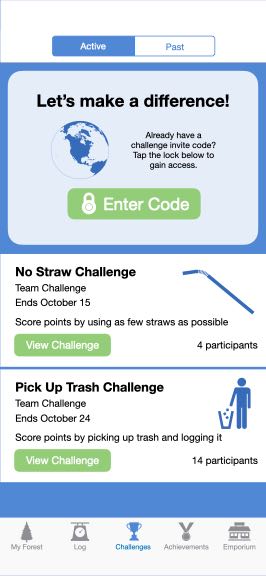 Active
Past
Let's make a difference!
Already have a
challenge invite code?
Tap the lock below to
gain access.
Enter Code
No Straw Challenge
Team Challenge
Ends October 15
Score points by using as few straws as possible
View Challenge
4 participants
Pick Up Trash Challenge
Team Challenge
Ends October 24
Score points by picking up trash and logging it
View Challenge
14 participants
My Forest
Log
Challenges
Achievements
Emporium